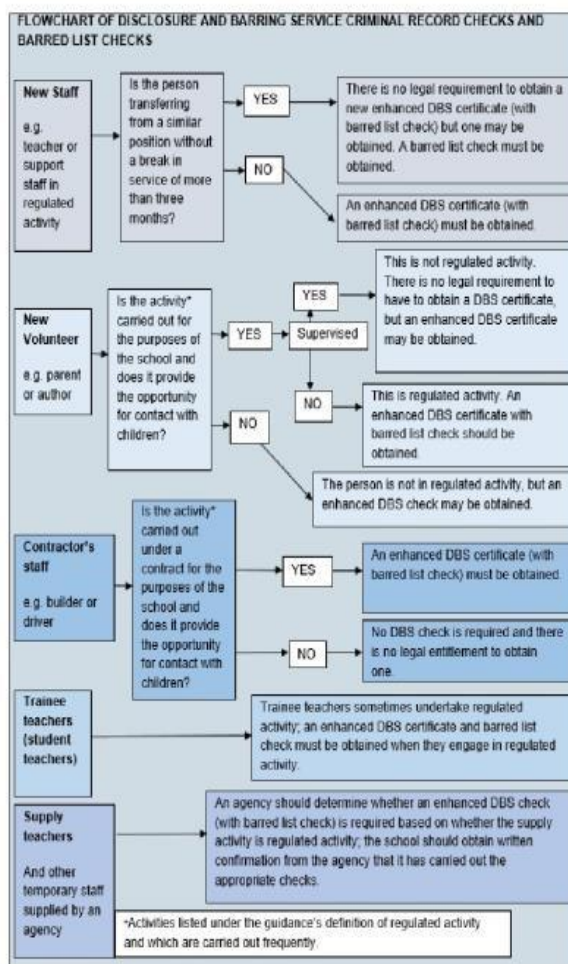 FLOWCHART OF DISCLOSURE AND BARRING SERVICE CRIMINAL RECORD CHECKS AND
BARRED LIST CHECKS
New Staff
e.g.
teacher or
support
staff in
regulated
activity
Is the person
transferring
from a similar
position without
a break in
service of more
than three
months?
YES
There is no legal requirement to obtain a
new enhanced DBS certificate (with
barred list check) but one may be
obtained. A barred list check must be
obtained.
NO
An enhanced DBS certificate (with
barred list check) must be obtained.
New
Volunteer
e.g. parent
or author
Is the activity*
carried out for
the purposes of
the school and
does it provide
the opportunity
for contact with
children?
YES
Supervised
YES
This is not regulated activity.
There is no legal requirement to
have to obtain a DBS certificate,
but an enhanced DBS certificate
may be obtained.
NO
This is regulated activity. An
enhanced DBS certificate with
barred list check should be
obtained.
NO
The person is not in regulated activity, but an
enhanced DBS check may be obtained.
Contractor's
staff
e.g. builder or
driver
Is the activity*
carried out
under a
contract for the
purposes of the
school and
does it provide
the opportunity
for contact with
children?
YES
An enhanced DBS certificate (with
barred list check) must be obtained.
NO
No DBS check is required and there
is no legal entitlement to obtain
one.
Trainee
teachers
(student
teachers)
Trainee teachers sometimes undertake regulated
activity; an enhanced DBS certificate and barred list
check must be obtained when they engage in regulated
activity.
Supply
teachers
And other
temporary staff
supplied by an
agency
An agency should determine whether an enhanced DBS check
(with barred list check) is required based on whether the supply
activity is regulated activity; the school should obtain written
confirmation from the agency that it has carried out the
appropriate checks.
*Activities listed under the guidance's definition of regulated activity
and which are carried out frequently.